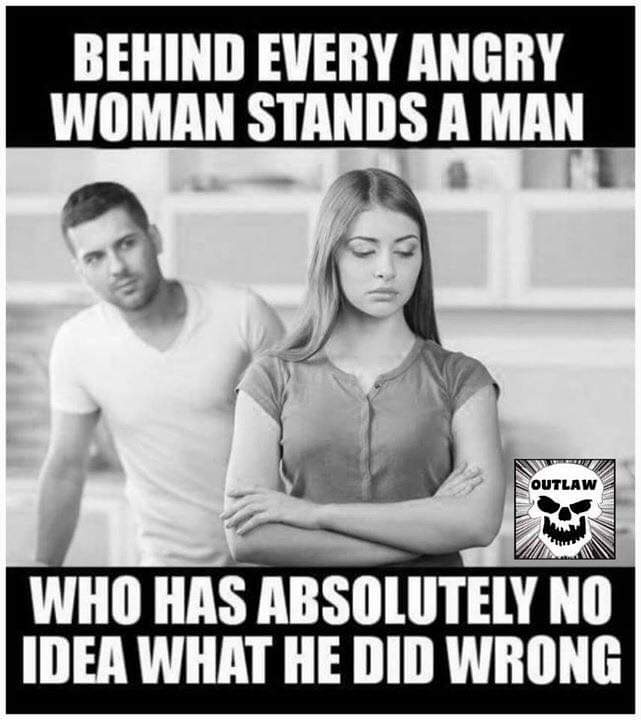 BEHIND EVERY ANGRY
WOMAN STANDS A MAN
OUTLAW
WHO HAS ABSOLUTELY NO
IDEA WHAT HE DID WRONG